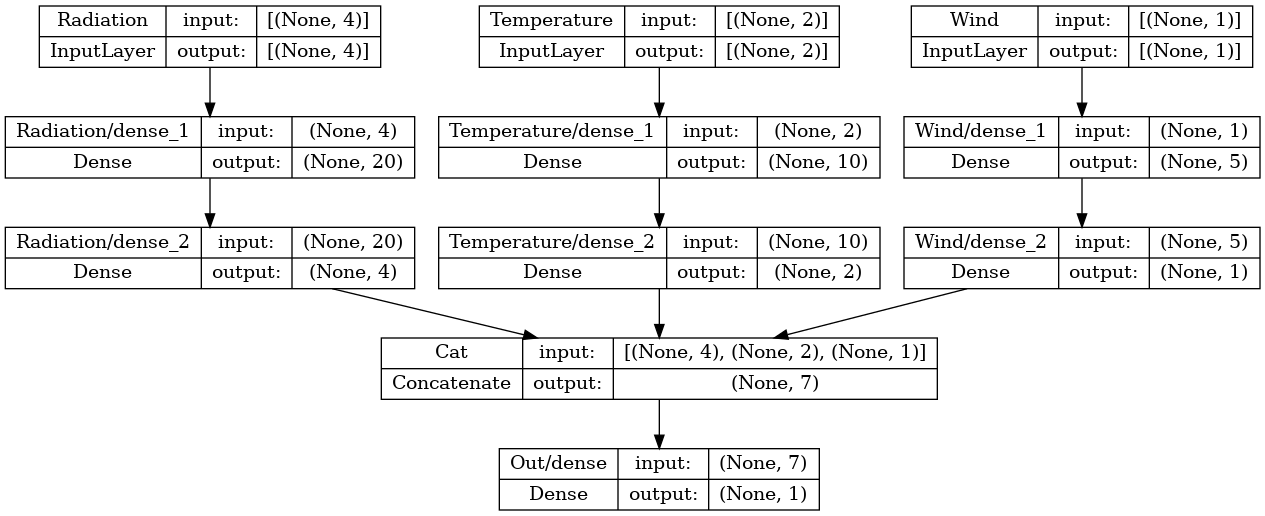 Radiation input: [(None, 4)]
InputLayer output: [(None, 4)]
Temperature input: [(None, 2)]
InputLayer output: [(None, 2)]
Wind input: [(None, 1)]
InputLayer output: [(None, 1)]
Radiation/dense_1 input: (None, 4)
Dense output: (None, 20)
Temperature/dense_1 input: (None, 2)
Dense output: (None, 10)
Wind/dense_1 input: (None, 1)
Dense output: (None, 5)
Radiation/dense_2 input: (None, 20)
Dense output: (None, 4)
Temperature/dense_2 input: (None, 10)
Dense output: (None, 2)
Wind/dense_2 input: (None, 5)
Dense output: (None, 1)
Cat input: [(None, 4), (None, 2), (None, 1)]
Concatenate output: (None, 7)
Out/dense input: (None, 7)
Dense output: (None, 1)